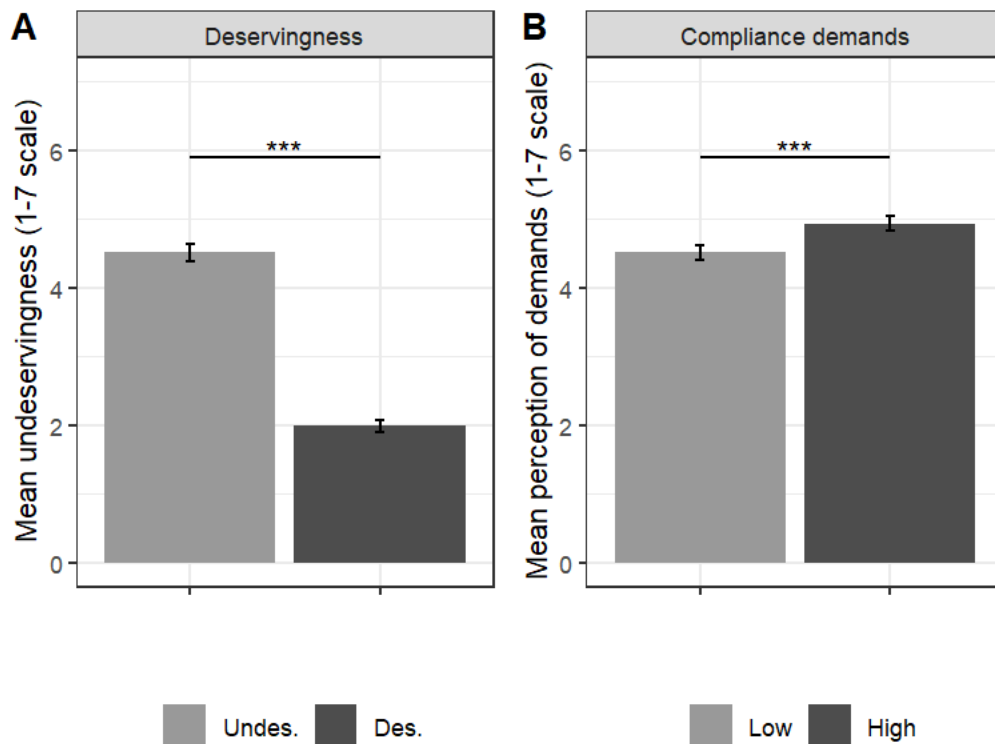 A
Deservingness
Mean undeservingness (1-7 scale)
6
4
2
0
***
Undes.
Des.
B
Compliance demands
Mean perception of demands (1-7 scale)
6
4
2
0
***
Low
High